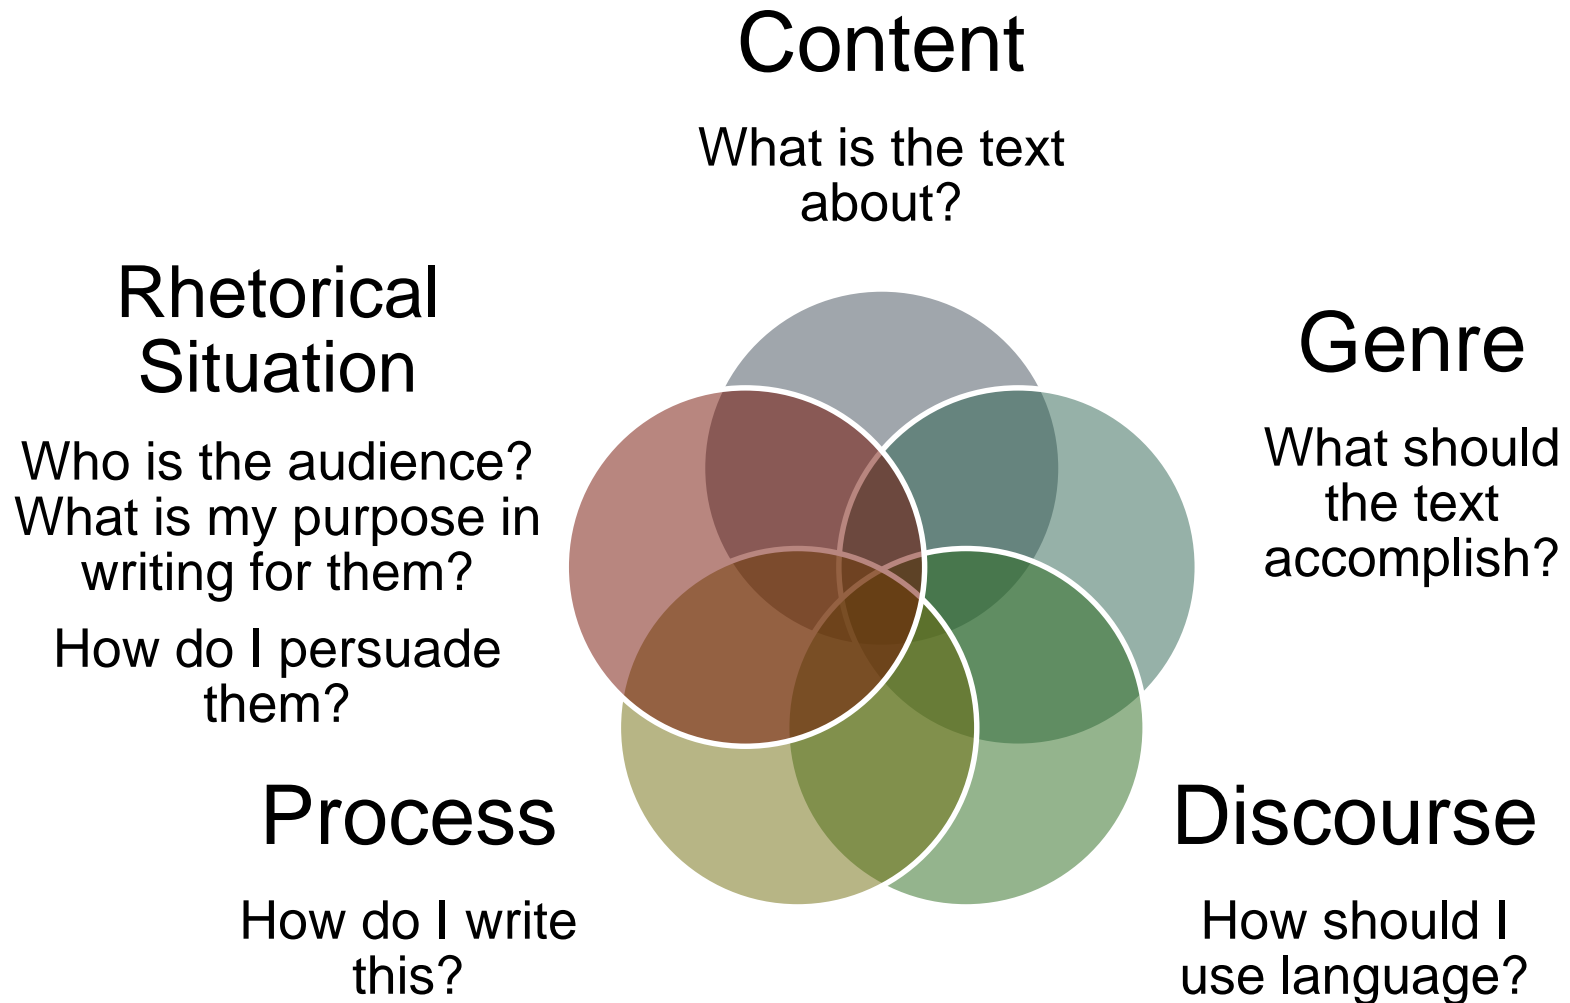 Content
What is the text
about?
Rhetorical
Situation
Who is the audience?
What is my purpose in
writing for them?
How do I persuade
them?
Genre
What should
the text
accomplish?
Process
How do I write
this?
Discourse
How should I
use language?